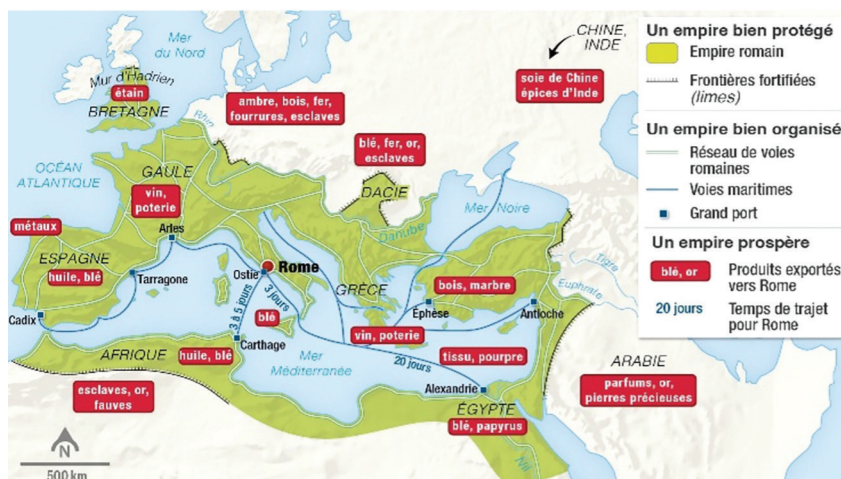 Mer
du Nord
Mur d'Hadrien
étain
BRETAGNE
OCÉAN
ATLANTIQUE
Rhin
ambre, bois, fer,
fourrures, esclaves
CHINE,
INDE
soie de Chine
épices d'Inde
blé, fer, or,
esclaves
DACIE
GAULE
vin,
poterie
Arles
métaux
ESPAGNE
huile, blé
Tarragone
Cadix
Ostie
Rome
3 jours
3 à 5 jours
blé
Carthage
AFRIQUE
huile, blé
esclaves, or,
fauves
Mer
Méditerranée
Danube
Mer Noire
GRÈCE
bois, marbre
Éphèse
Antioche
vin, poterie
20 jours
tissu, pourpre
Alexandrie
ÉGYPTE
blé, papyrus
Nil
Tigre
Euphrate
ARABIE
parfums, or,
pierres précieuses
N
500 km
Un empire bien protégé
Empire romain
Frontières fortifiées
(limes)
Un empire bien organisé
Réseau de voies
romaines
Voies maritimes
Grand port
Un empire prospère
blé, or
Produits exportés
vers Rome
20 jours
Temps de trajet
pour Rome